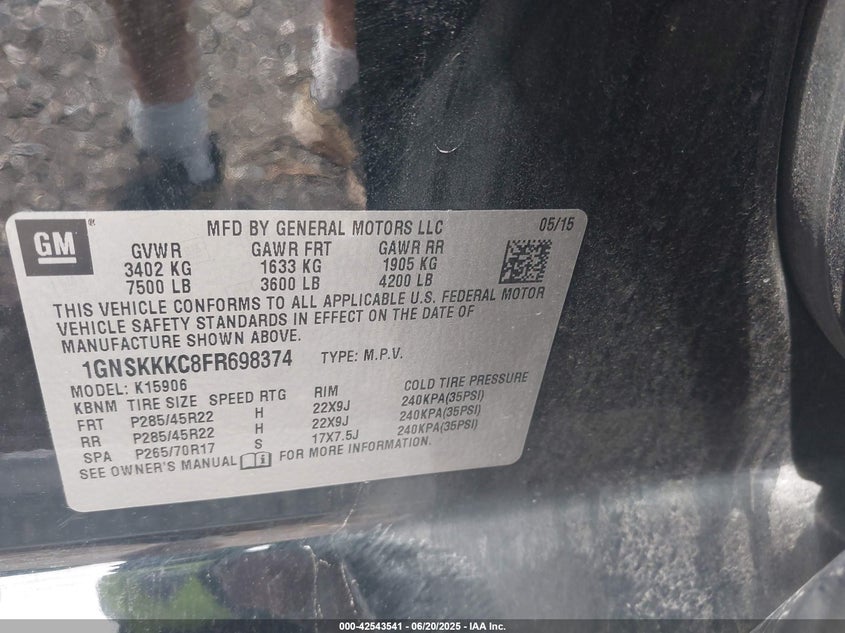 GM ®
MFD BY GENERAL MOTORS LLC 05/15
GVWR GAWR FRT GAWR RR
3402 KG 1633 KG 1905 KG
7500 LB 3600 LB 4200 LB
THIS VEHICLE CONFORMS TO ALL APPLICABLE U.S. FEDERAL MOTOR
VEHICLE SAFETY STANDARDS IN EFFECT ON THE DATE OF
MANUFACTURE SHOWN ABOVE.
1GNSKKKC8FR698374 TYPE: M.P.V.
MODEL: K15906
KBNM TIRE SIZE SPEED RTG RIM COLD TIRE PRESSURE
FRT P285/45R22 H 22X9J 240KPA(35PSI)
RR P285/45R22 H 22X9J 240KPA(35PSI)
SPA P265/70R17 S 17X7.5J 240KPA(35PSI)
SEE OWNER'S MANUAL FOR MORE INFORMATION.
000-42543541 / 06/20/2025 - IAA Inc.